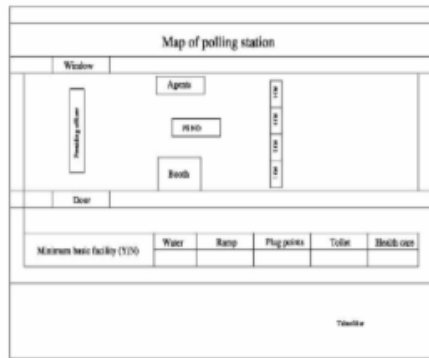 Map of polling station
Window
Agents
Presiding officer
Booth
Door
Minimum basic facility (Y/N)
Water
Ramp
Plug points
Toilet
Health care